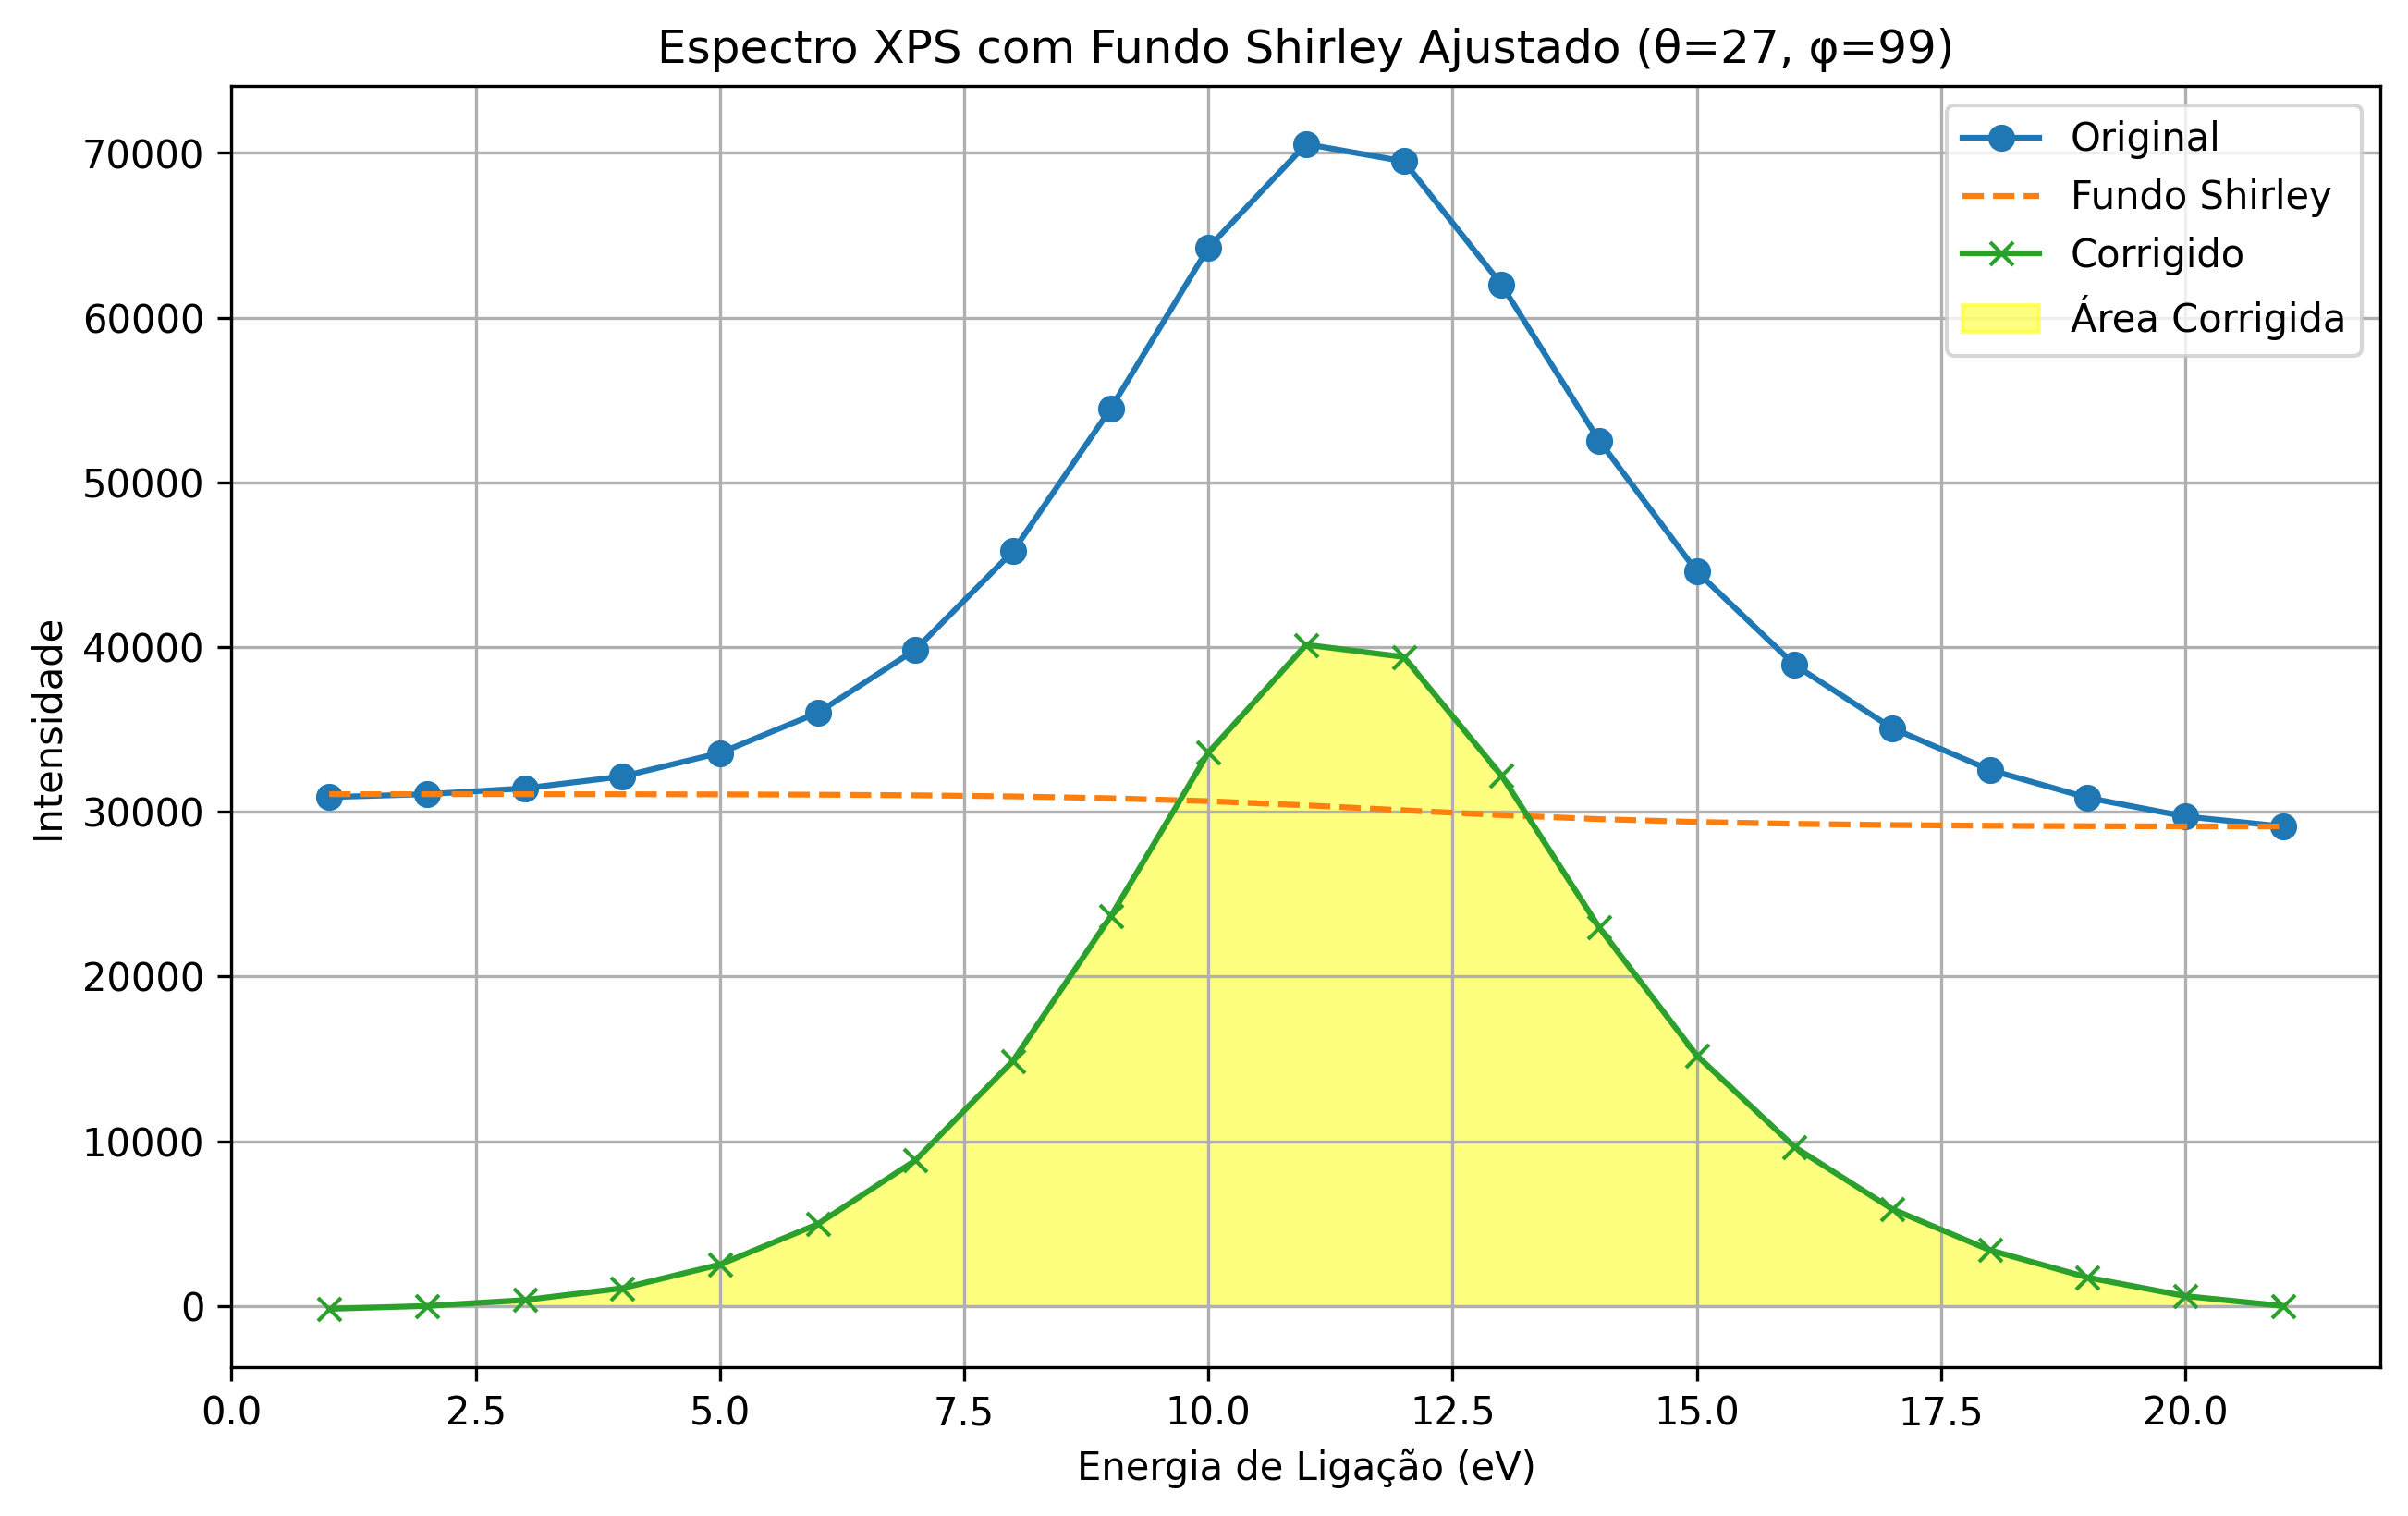 Espectro XPS com Fundo Shirley Ajustado (θ=27, φ=99)
Original
Fundo Shirley
Corrigido
Área Corrigida
Intensidade
70000
60000
50000
40000
30000
20000
10000
0
0.0 2.5 5.0 7.5 10.0 12.5 15.0 17.5 20.0
Energia de Ligação (eV)